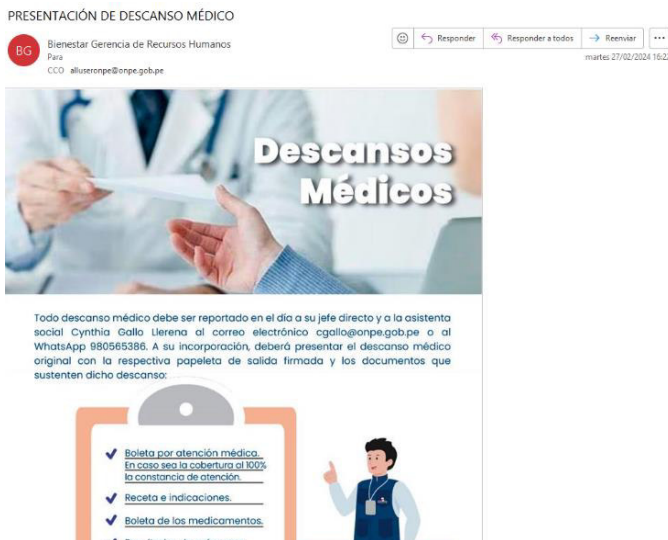 PRESENTACIÓN DE DESCANSO MÉDICO
BG
Bienestar Gerencia de Recursos Humanos
Para
CCO alluseronpe@onpe.gob.pe
Responder
Responder a todos
Reenviar
martes 27/02/2024 16:22
Descansos
Médicos
Todo descanso médico debe ser reportado en el día a su jefe directo y a la asistenta
social Cynthia Gallo Llerena al correo electrónico cgallo@onpe.gob.pe o al
WhatsApp 980565386. A su incorporación, deberá presentar el descanso médico
original con la respectiva papeleta de salida firmada y los documentos que
sustenten dicho descanso:
Boleta por atención médica.
En caso sea la cobertura al 100%
la constancia de atención.
Receta e indicaciones.
Boleta de los medicamentos.